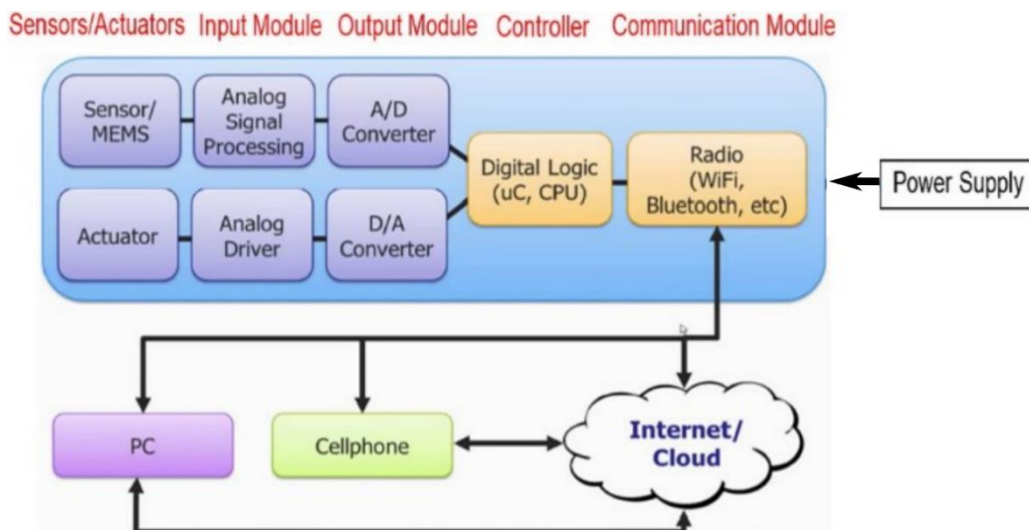 Sensors/Actuators Input Module Output Module Controller Communication Module
Sensor/
MEMS
Analog
Signal
Processing
A/D
Converter
Digital Logic
(uC, CPU)
Radio
(WiFi,
Bluetooth, etc)
Power Supply
Actuator
Analog
Driver
D/A
Converter
PC
Cellphone
Internet/
Cloud